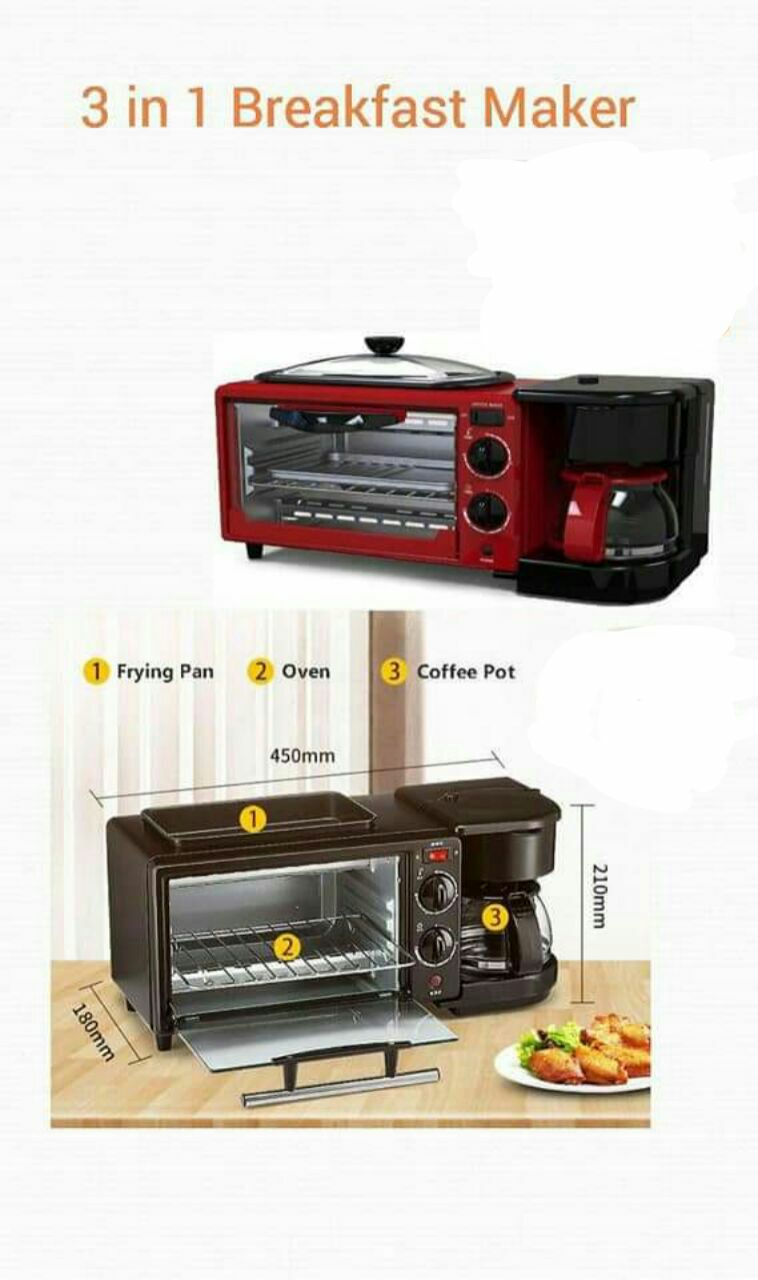 3 in 1 Breakfast Maker
1 Frying Pan 2 Oven 3 Coffee Pot
450mm
1
210mm
3
2
180mm